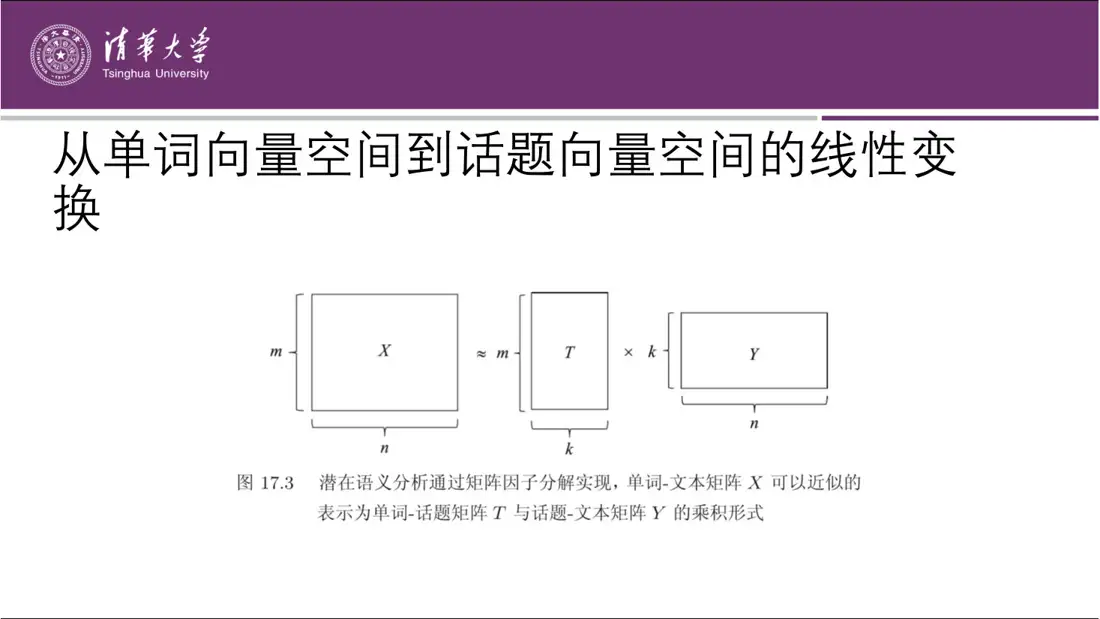 清华大学
Tsinghua University
从单词向量空间到话题向量空间的线性变
换
m X ≈ m T × k Y
n k n
图 17.3 潜在语义分析通过矩阵因子分解实现，单词-文本矩阵 X 可以近似的
表示为单词-话题矩阵 T 与话题-文本矩阵 Y 的乘积形式